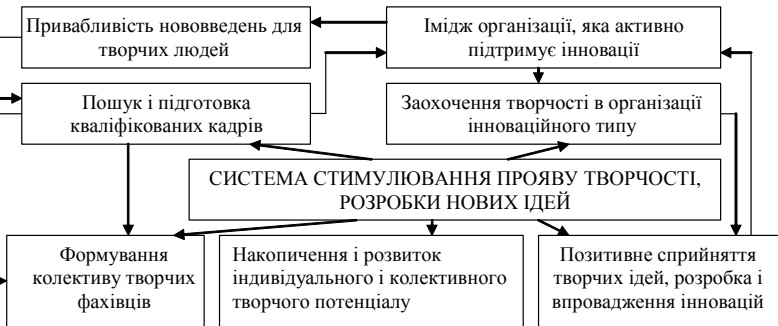 Привабливість нововведень для
творчих людей
Імідж організації, яка активно
підтримує інновації
Пошук і підготовка
кваліфікованих кадрів
Заохочення творчості в організації
інноваційного типу
СИСТЕМА СТИМУЛЮВАННЯ ПРОЯВУ ТВОРЧОСТІ,
РОЗРОБКИ НОВИХ ІДЕЙ
Формування
колективу творчих
фахівців
Накопичення і розвиток
індивідуального і колективного
творчого потенціалу
Позитивне сприйняття
творчих ідей, розробка і
впровадження інновацій